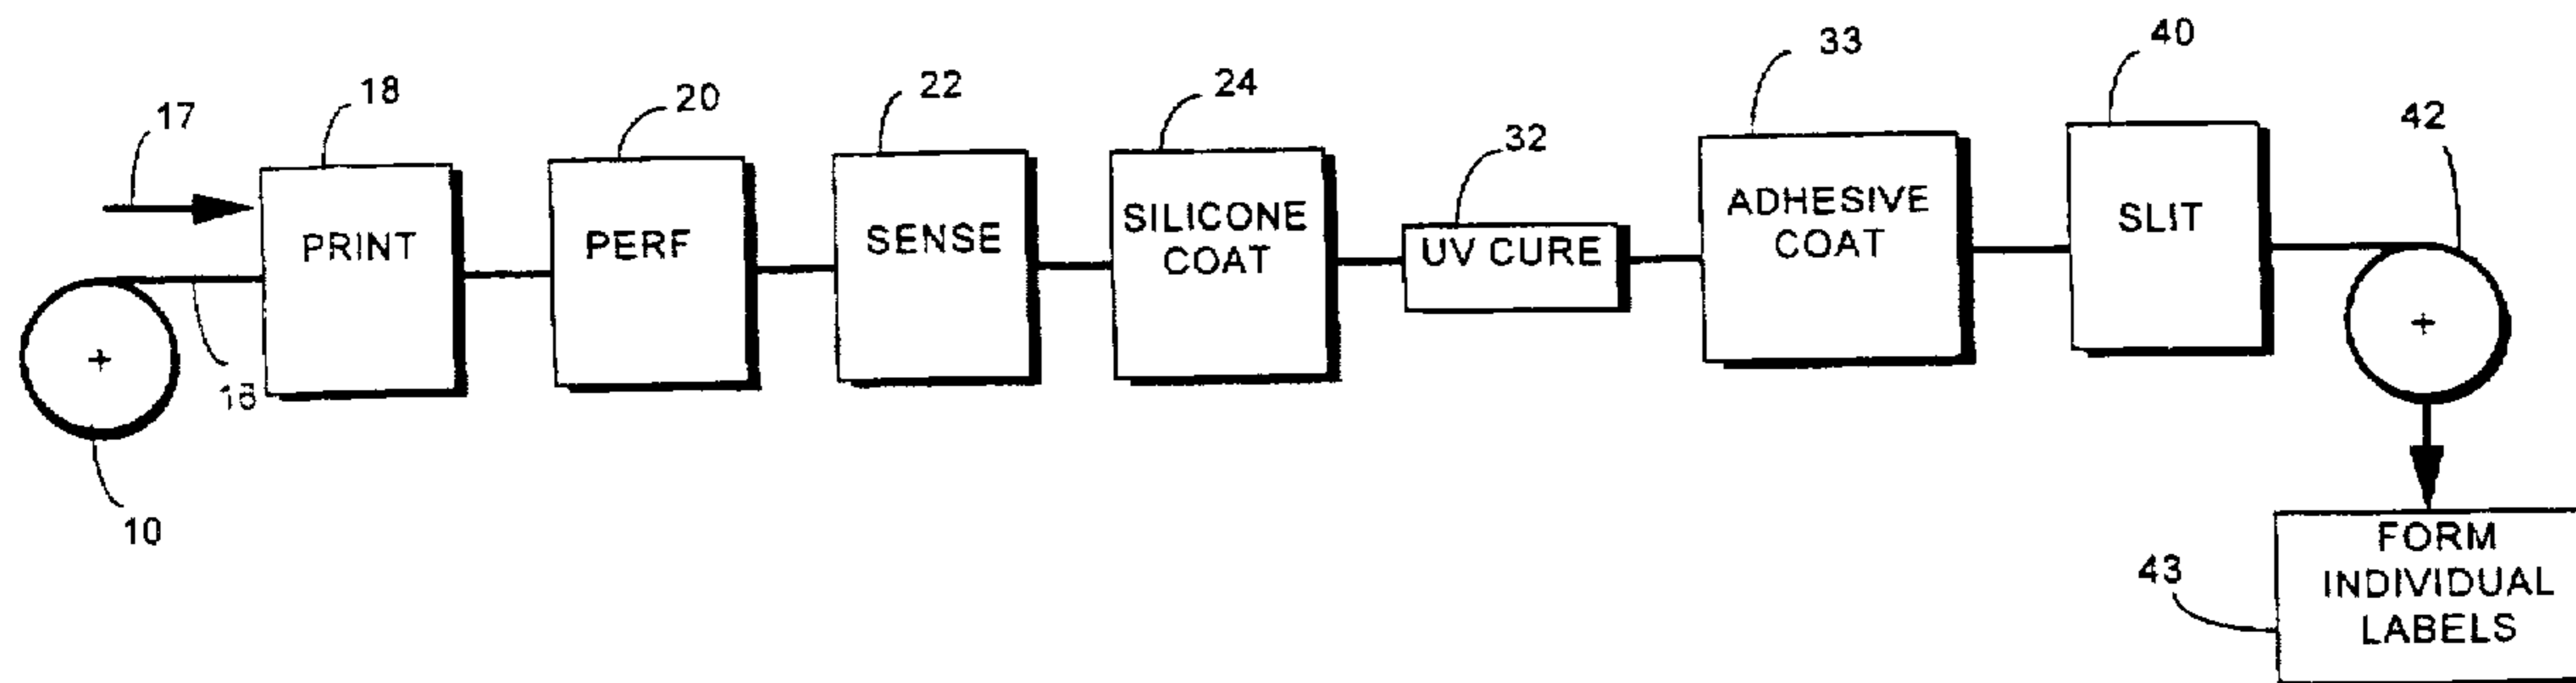 17
18
20
22
24
32
33
40
42
PRINT
PERF
SENSE
SILICONE
COAT
UV CURE
ADHESIVE
COAT
SLIT
+
+
10
43
FORM
INDIVIDUAL
LABELS